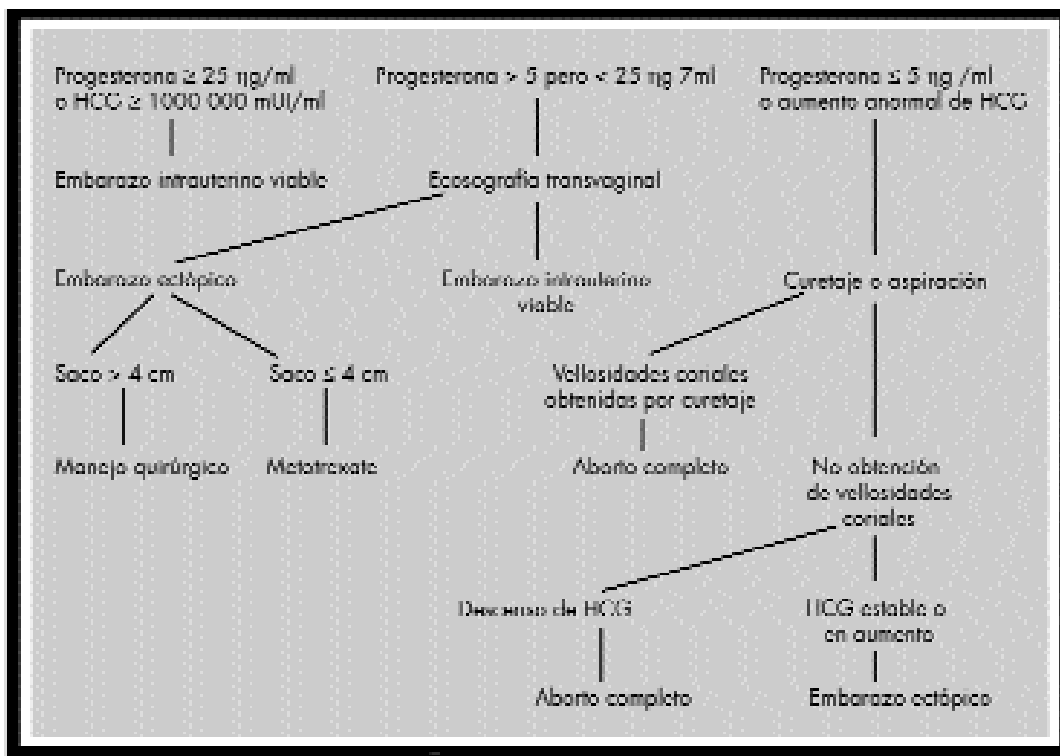 Progesterona ≥ 25 ηg/ml
o HCG ≥ 1000 000 mUI/ml
Progesterona > 5 pero < 25 ηg 7ml
Progesterona ≤ 5 ηg /ml
o aumento anormal de HCG
Embarazo intrauterino viable
Ecosografía transvaginal
Embarazo ectópico
Embarazo intrauterino
viable
Curetaje o aspiración
Saco > 4 cm
Saco ≤ 4 cm
Vellosidades coriales
obtenidas por curetaje
Manejo quirúrgico
Metotrexate
Aborto completo
No obtención
de vellosidades
coriales
Descenso de HCG
HCG estable o
en aumento
Aborto completo
Embarazo ectópico